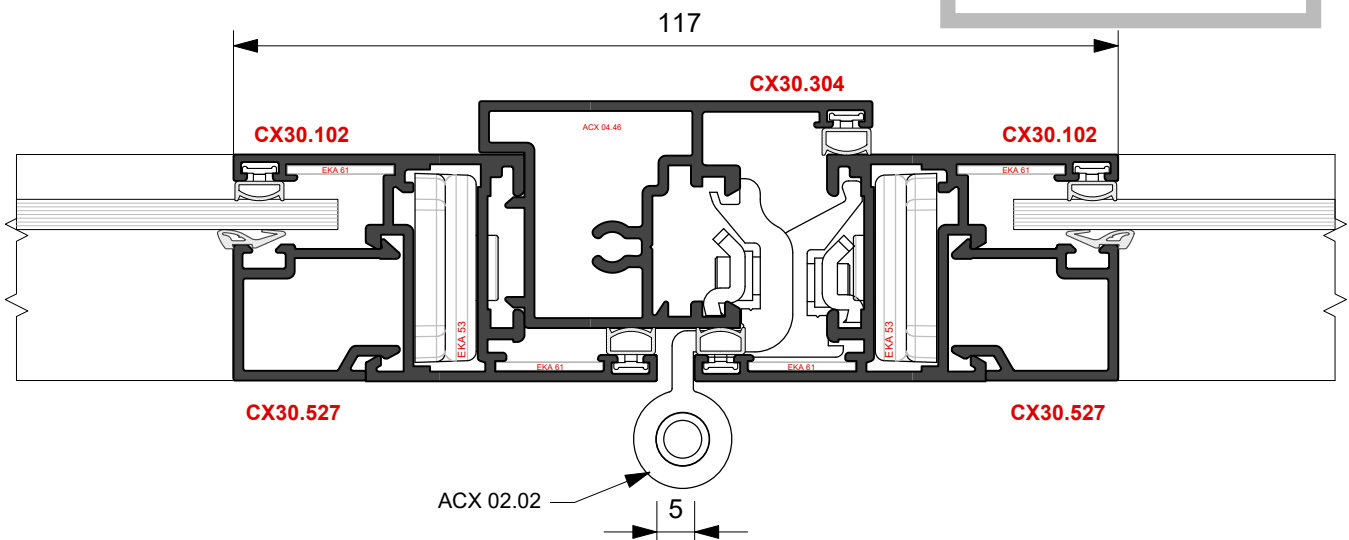 117
CX30.304
CX30.102
CX30.102
ACX 04.46
EKA 61
EKA 61
EKA 53
EKA 53
EKA 61
EKA 61
CX30.527
CX30.527
ACX 02.02
5